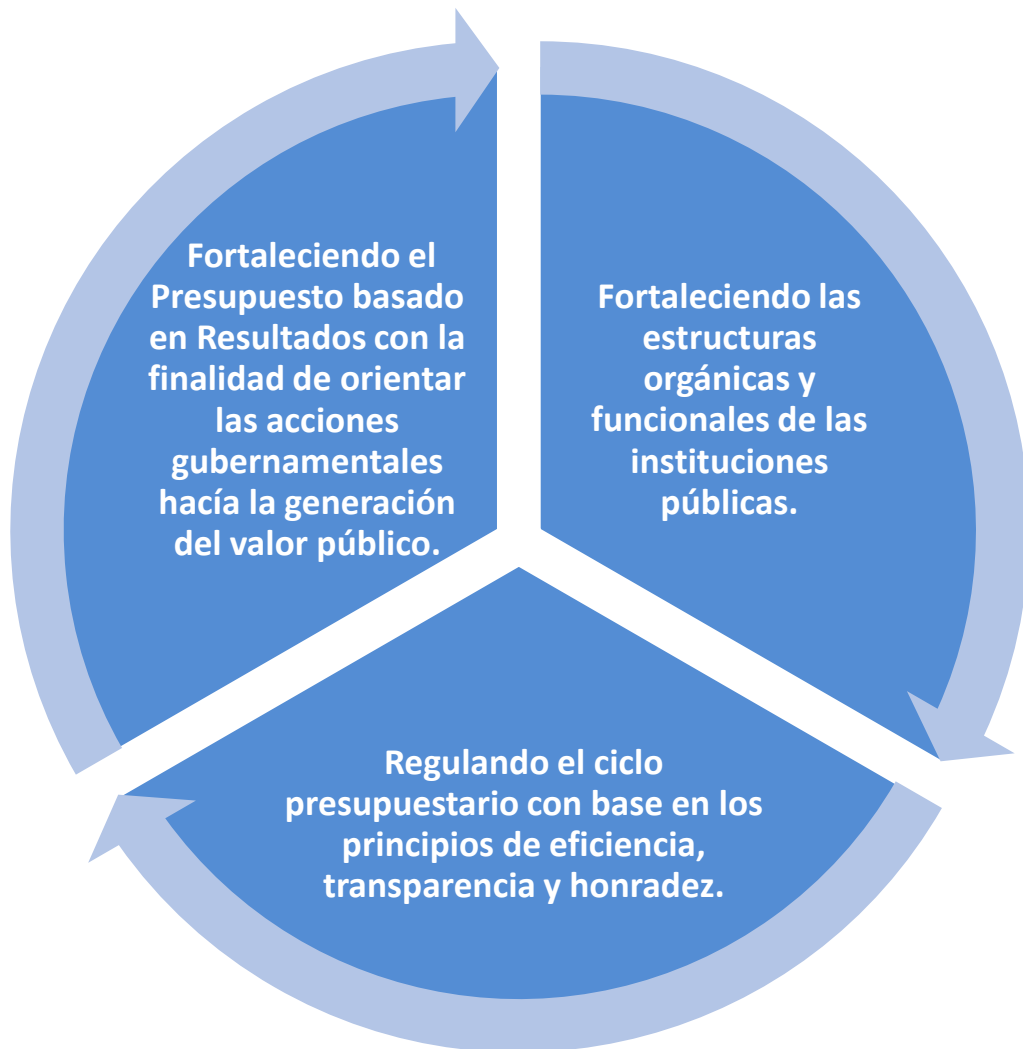 Fortaleciendo el
Presupuesto basado
en Resultados con la
finalidad de orientar
las acciones
gubernamentales
hacía la generación
del valor público.
Fortaleciendo las
estructuras
orgánicas y
funcionales de las
instituciones
públicas.
Regulando el ciclo
presupuestario con base en los
principios de eficiencia,
transparencia y honradez.